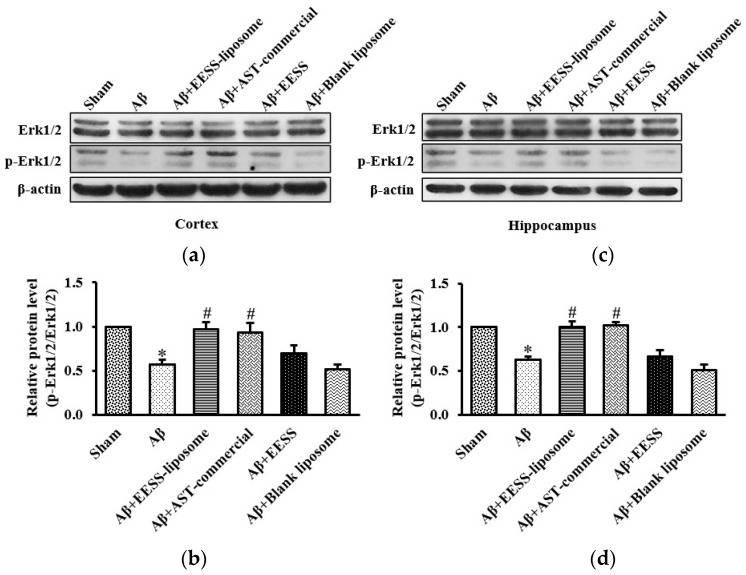 Sham
Aβ
Aβ+EESS-liposome
Aβ+AST-commercial
Aβ+EESS
Aβ+Blank liposome
Erk1/2
p-Erk1/2
β-actin
Cortex
(a)
Sham
Aβ
Aβ+EESS-liposome
Aβ+AST-commercial
Aβ+EESS
Aβ+Blank liposome
Erk1/2
p-Erk1/2
β-actin
Hippocampus
(c)
Relative protein level
(p-Erk1/2/Erk1/2)
1.5
1.0
0.5
0.0
*
#
#
Sham
Aβ
Aβ+EESS-liposome
Aβ+AST-commercial
Aβ+EESS
Aβ+Blank liposome
(b)
Relative protein level
(p-Erk1/2/Erk1/2)
1.5
1.0
0.5
0.0
*
#
#
Sham
Aβ
Aβ+EESS-liposome
Aβ+AST-commercial
Aβ+EESS
Aβ+Blank liposome
(d)